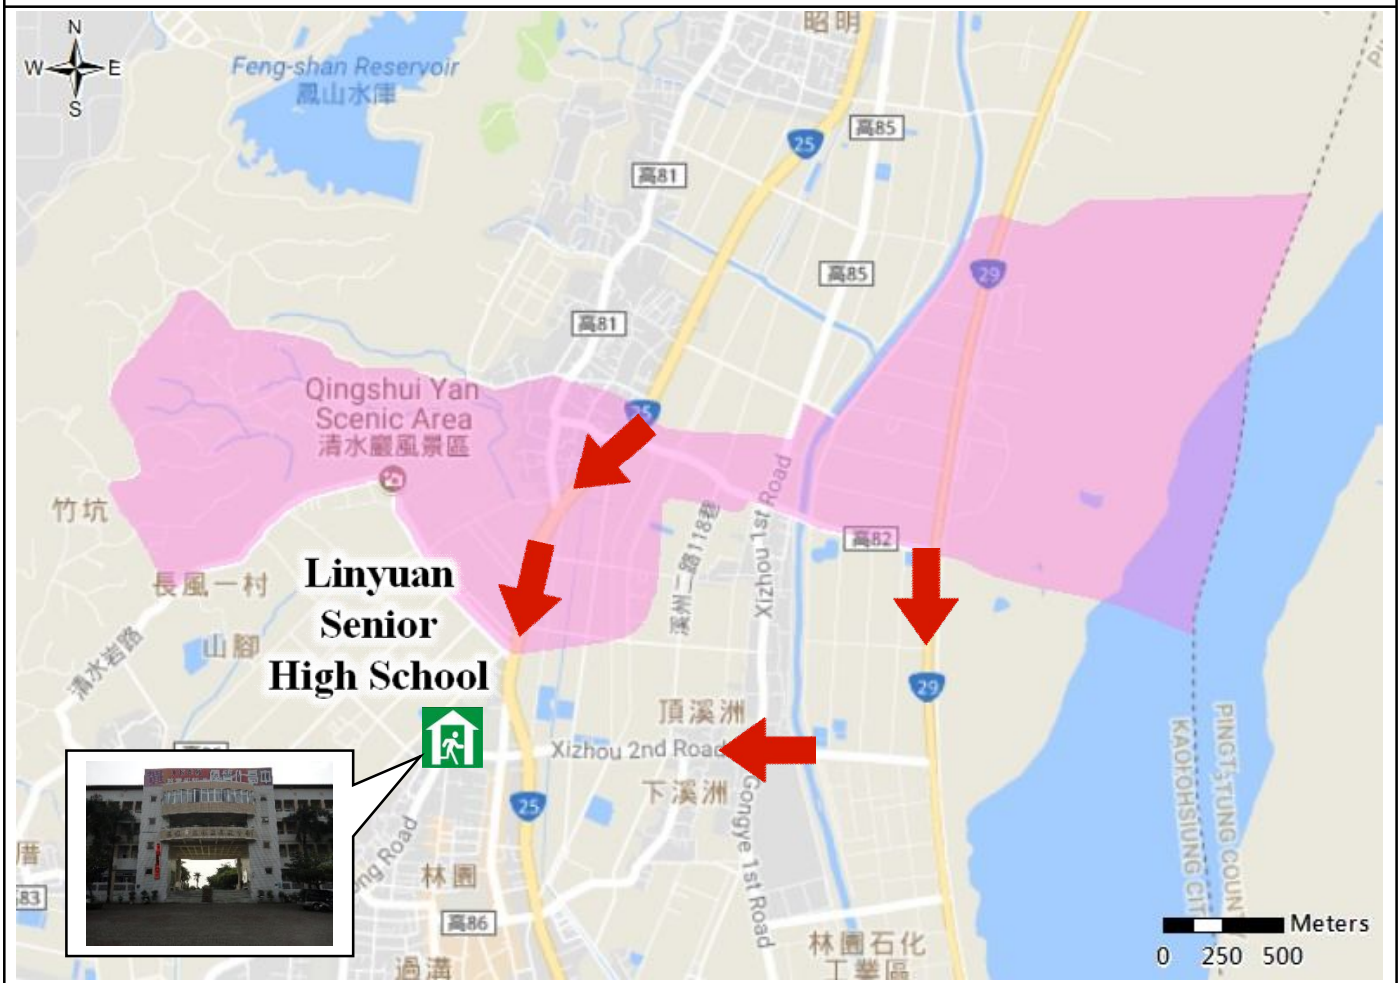 昭明
N
W E
S
Feng-shan Reservoir
鳳山水庫
高85
25
高81
高85
29
高81
Qingshui Yan
Scenic Area
清水巖風景區
25
竹坑
Xizhou 1st Road
溪州二路118巷
高82
長風一村
Linyuan
Senior
High School
山腳
清水岩路
29
頂溪洲
Xizhou 2nd Road
下溪洲
PINGTUNG COUNTY
KAOHSIUNG CITY
25
Gongye 1st Road
林園
83
高86
林園石化
工業區
過溝
Meters
0 250 500